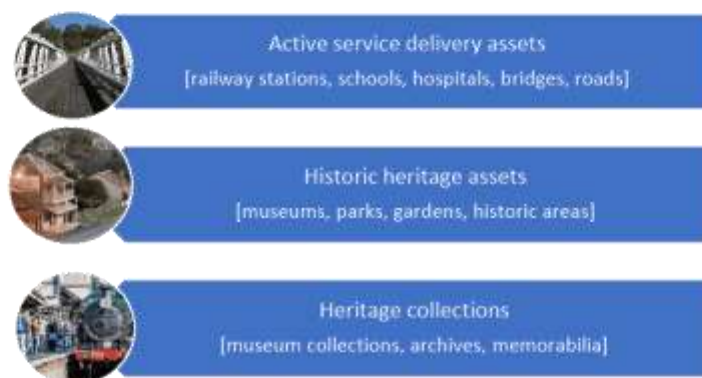 Active service delivery assets
[railway stations, schools, hospitals, bridges, roads]
Historic heritage assets
[museums, parks, gardens, historic areas]
Heritage collections
[museum collections, archives, memorabilia]